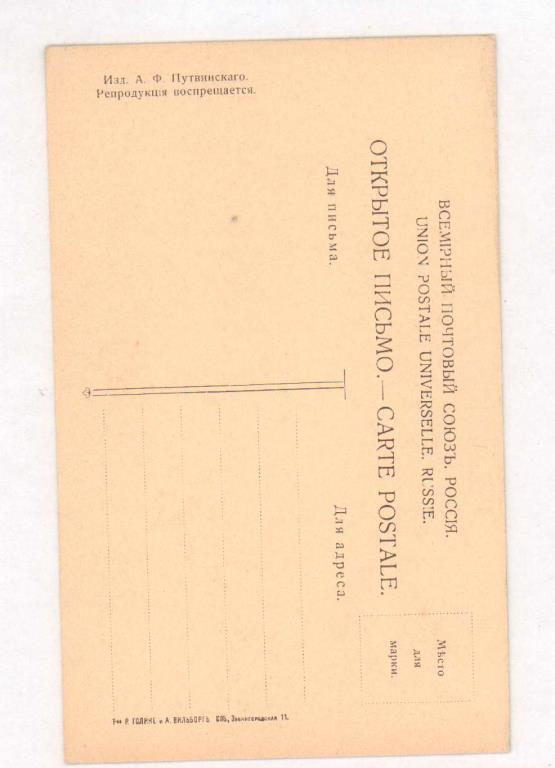 Изд. А. Ф. Путвинскаго.
Репродукція воспрещается.
ВСЕМІРНЫЙ ПОЧТОВЫЙ СОЮЗЪ. РОССІЯ.
UNION POSTALE UNIVERSELLE. RUSSIE.
ОТКРЫТОЕ ПИСЬМО.— CARTE POSTALE.
Для письма.
Для адреса.
Мѣсто
для
марки.
Т-во Р. ГОЛИКЕ и А. ВИЛЬБОРГЪ. СПБ., Звенигородская 11.